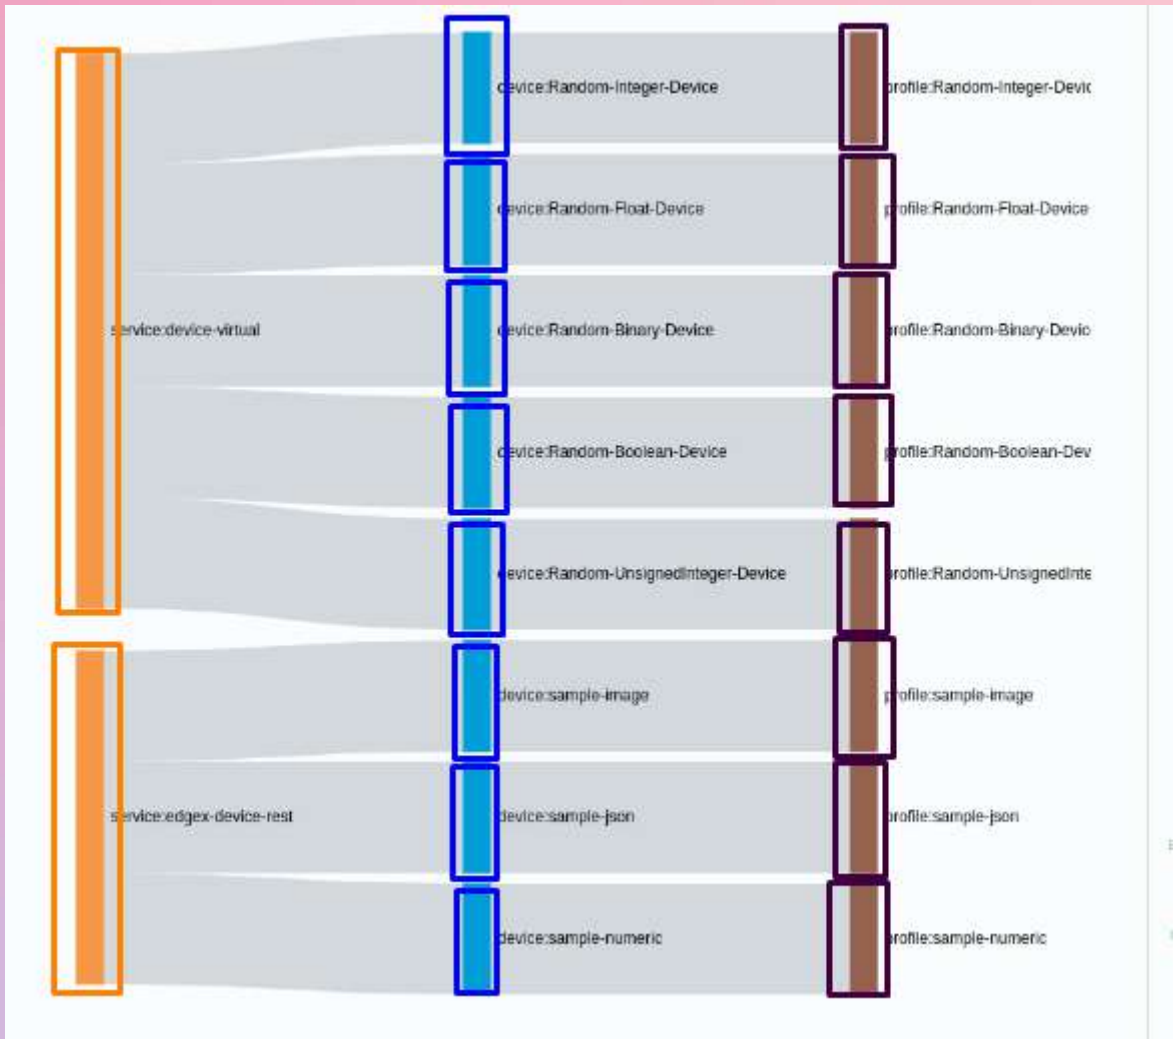 device:Random-Integer-Device
profile:Random-Integer-Devic
device:Random-Float-Device
profile:Random-Float-Device
service:device-virtual
device:Random-Binary-Device
profile:Random-Binary-Devic
device:Random-Boolean-Device
profile:Random-Boolean-Dev
device:Random-UnsignedInteger-Device
profile:Random-UnsignedInte
device:sample-image
profile:sample-image
service:edgex-device-rest
device:sample-json
profile:sample-json
device:sample-numeric
profile:sample-numeric